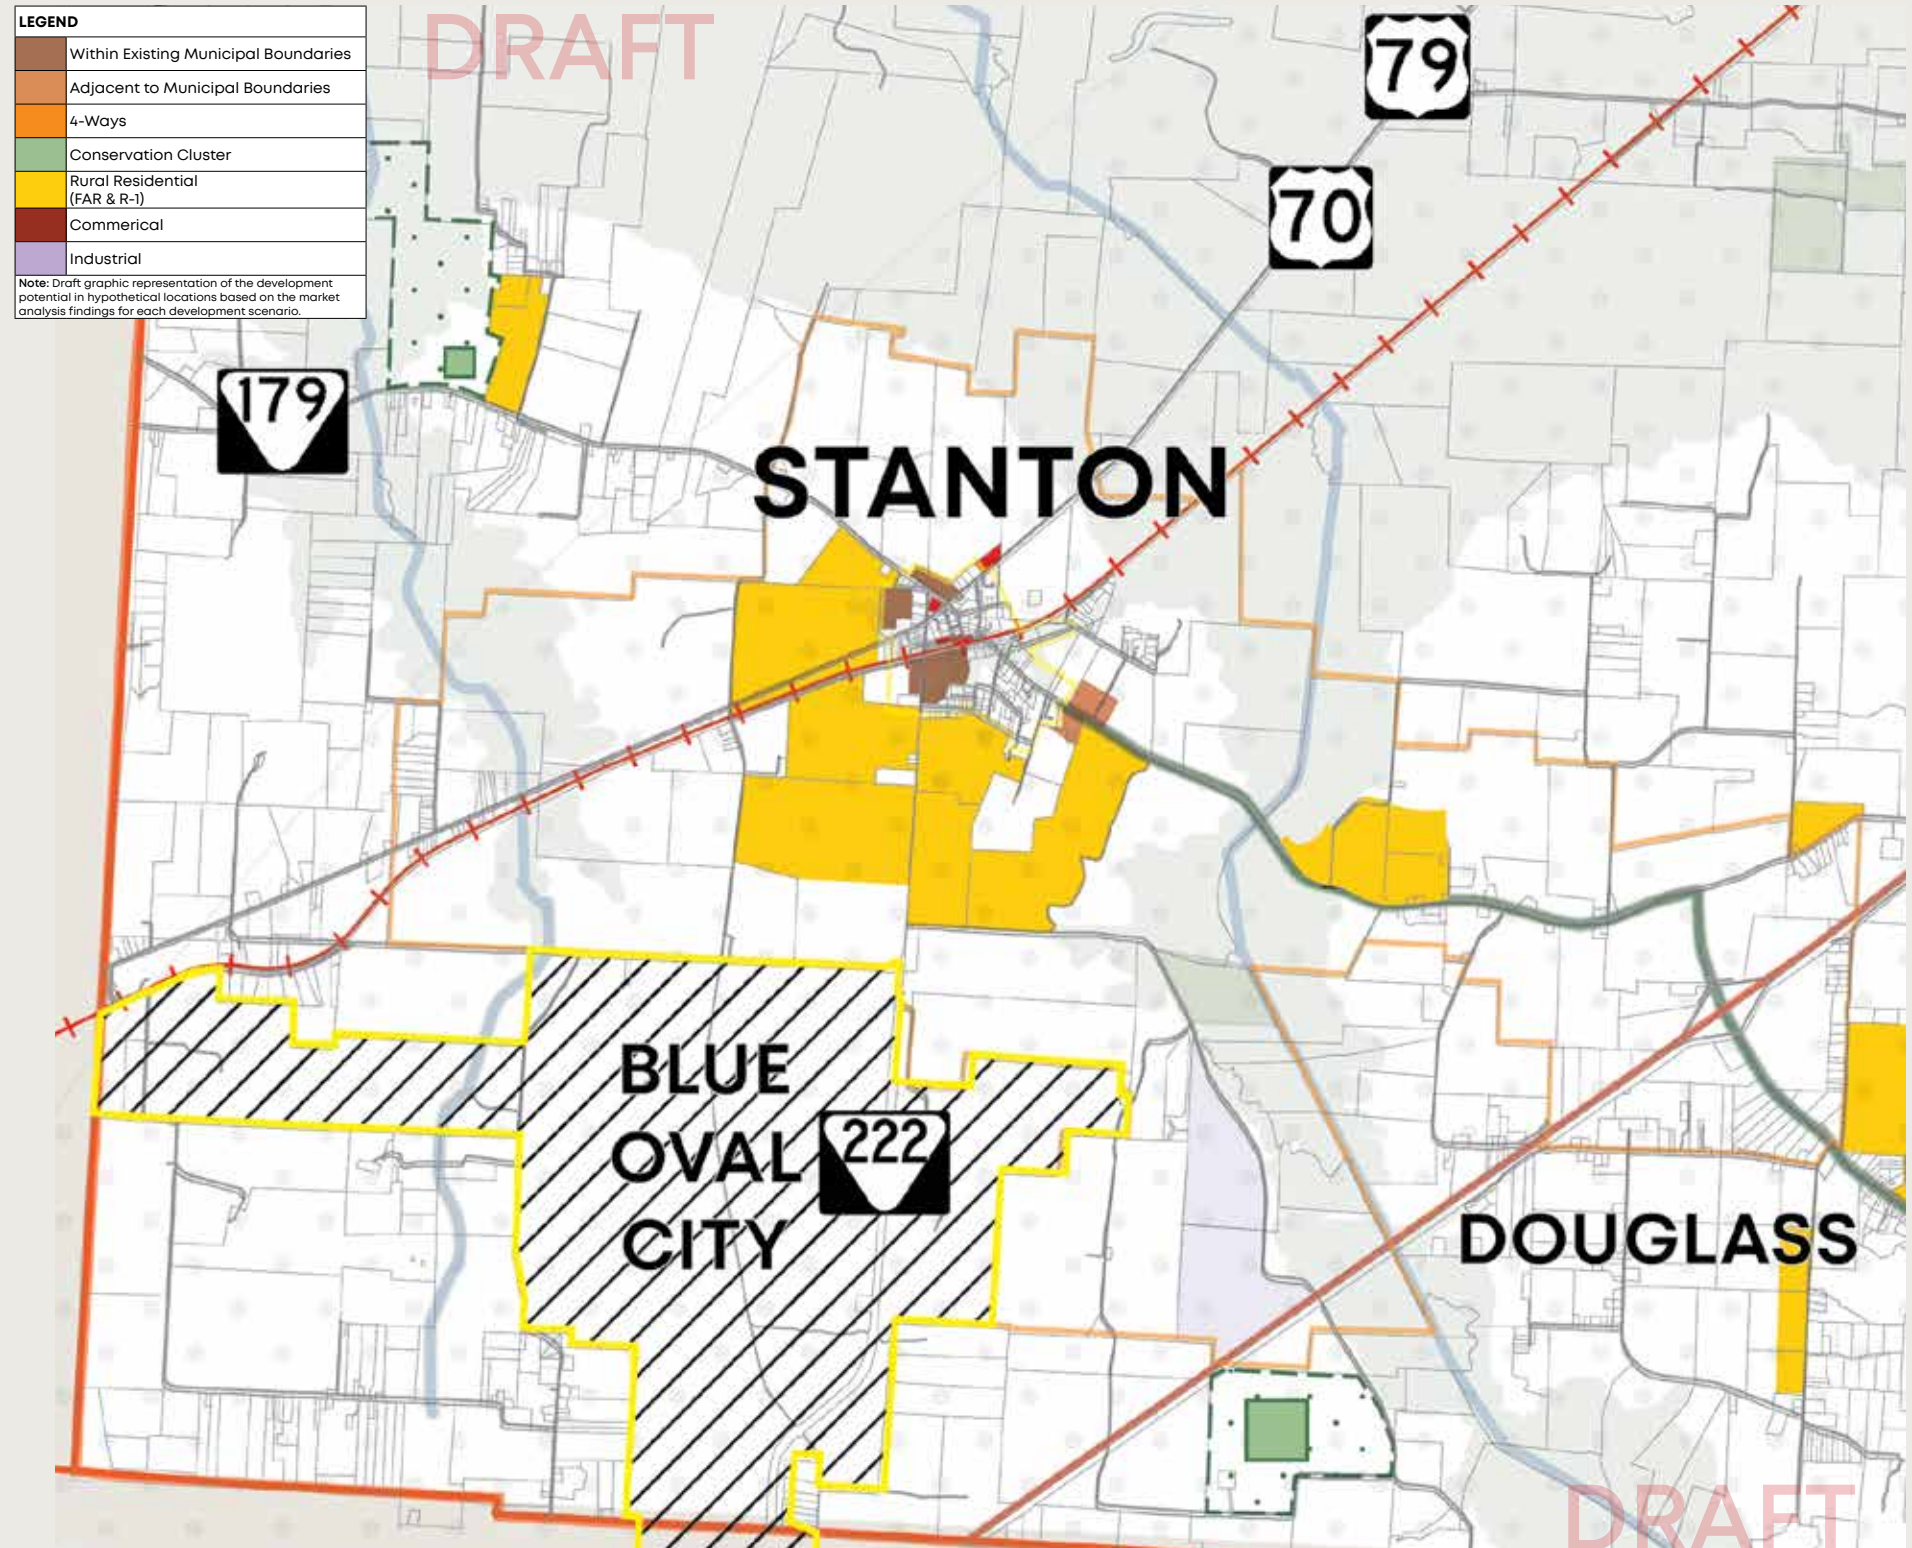 LEGEND
Within Existing Municipal Boundaries
Adjacent to Municipal Boundaries
4-Ways
Conservation Cluster
Rural Residential
(FAR & R-1)
Commerical
Industrial
Note: Draft graphic representation of the development
potential in hypothetical locations based on the market
analysis findings for each development scenario.
DRAFT
79
70
179
STANTON
BLUE
OVAL
CITY
222
DOUGLASS
DRAFT